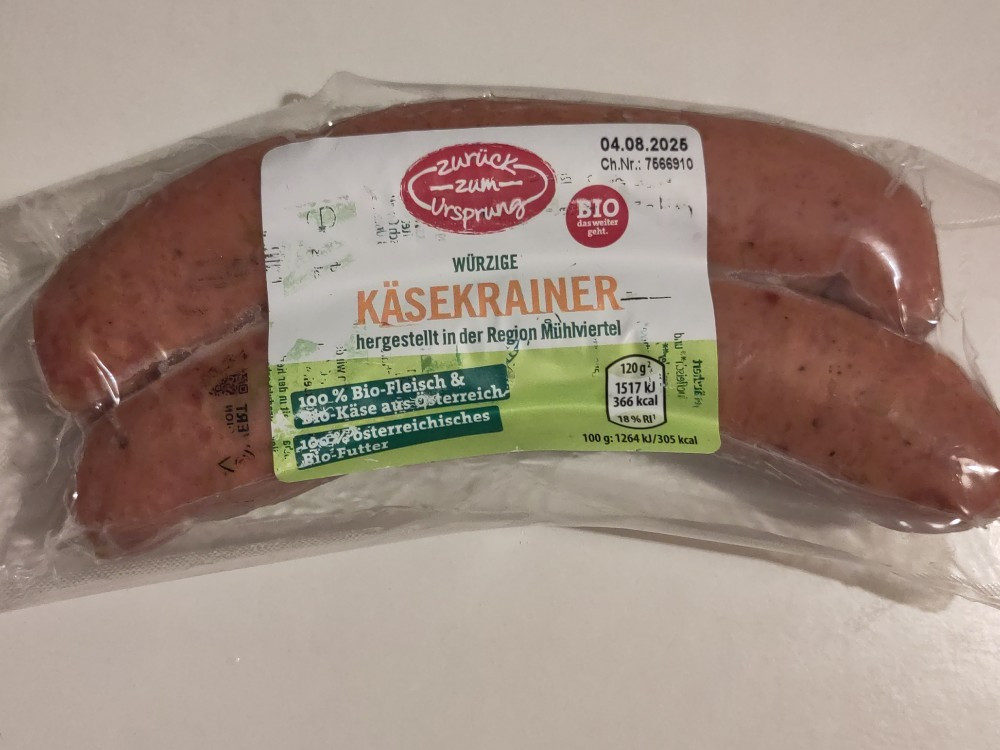 zurück
zum
Ursprung
04.08.2025
Ch.Nr.: 7566910
BIO
das weiter
geht.
WÜRZIGE
KÄSEKRAINER
hergestellt in der Region Mühlviertel
100 % Bio-Fleisch &
Bio-Käse aus Österreich
100 % österreichisches
Bio-Futter
120 g²
1517 kJ
366 kcal
18 % RI¹
100 g: 1264 kJ/305 kcal